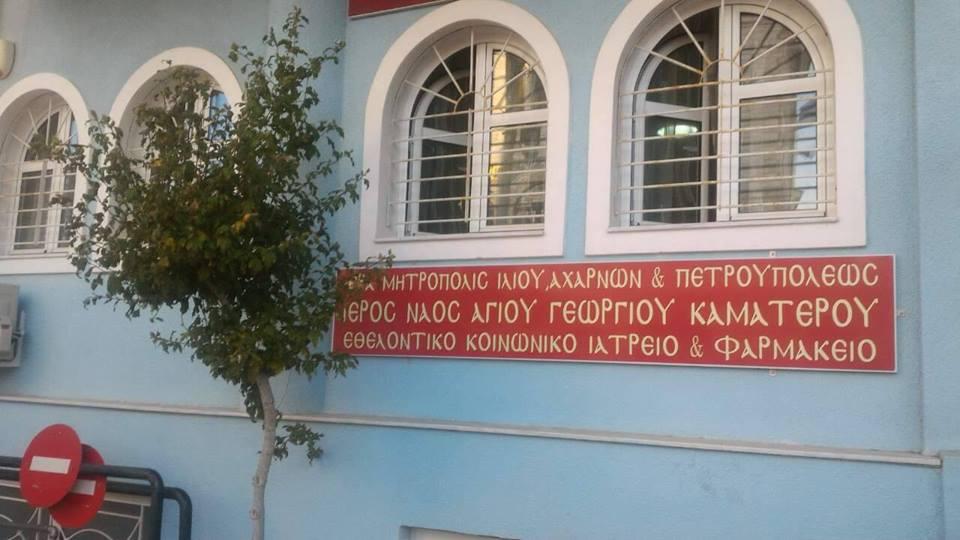 ΜΗΤΡΟΠΟΛΙΣ ΙΛΙΟΥ, ΑΧΑΡΝΩΝ & ΠΕΤΡΟΥΠΟΛΕΩΣ
ΙΕΡΟΣ ΝΑΟΣ ΑΓΙΟΥ ΓΕΩΡΓΙΟΥ ΚΑΜΑΤΕΡΟΥ
ΕΘΕΛΟΝΤΙΚΟ ΚΟΙΝΩΝΙΚΟ ΙΑΤΡΕΙΟ & ΦΑΡΜΑΚΕΙΟ